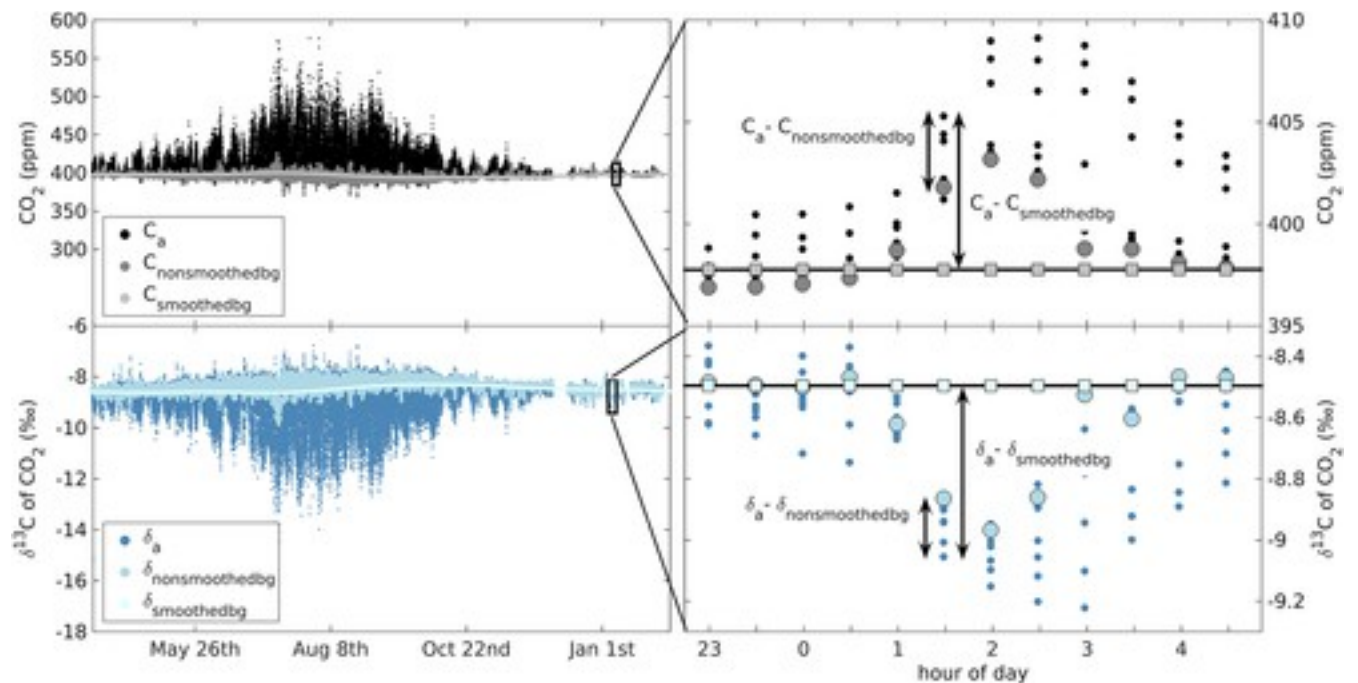 600
550
500
450
400
350
300
CO2 (ppm)
Ca
Cnonsmoothedbg
Csmoothedbg
410
405
400
395
CO2 (ppm)
Ca- Cnonsmoothedbg
Ca- Csmoothedbg
-6
-8
-10
-12
-14
-16
-18
δ13C of CO2 (‰)
δa
δnonsmoothedbg
δsmoothedbg
May 26th
Aug 8th
Oct 22nd
Jan 1st
-8.4
-8.6
-8.8
-9
-9.2
δ13C of CO2 (‰)
δa- δsmoothedbg
δa- δnonsmoothedbg
23
0
1
2
3
4
hour of day